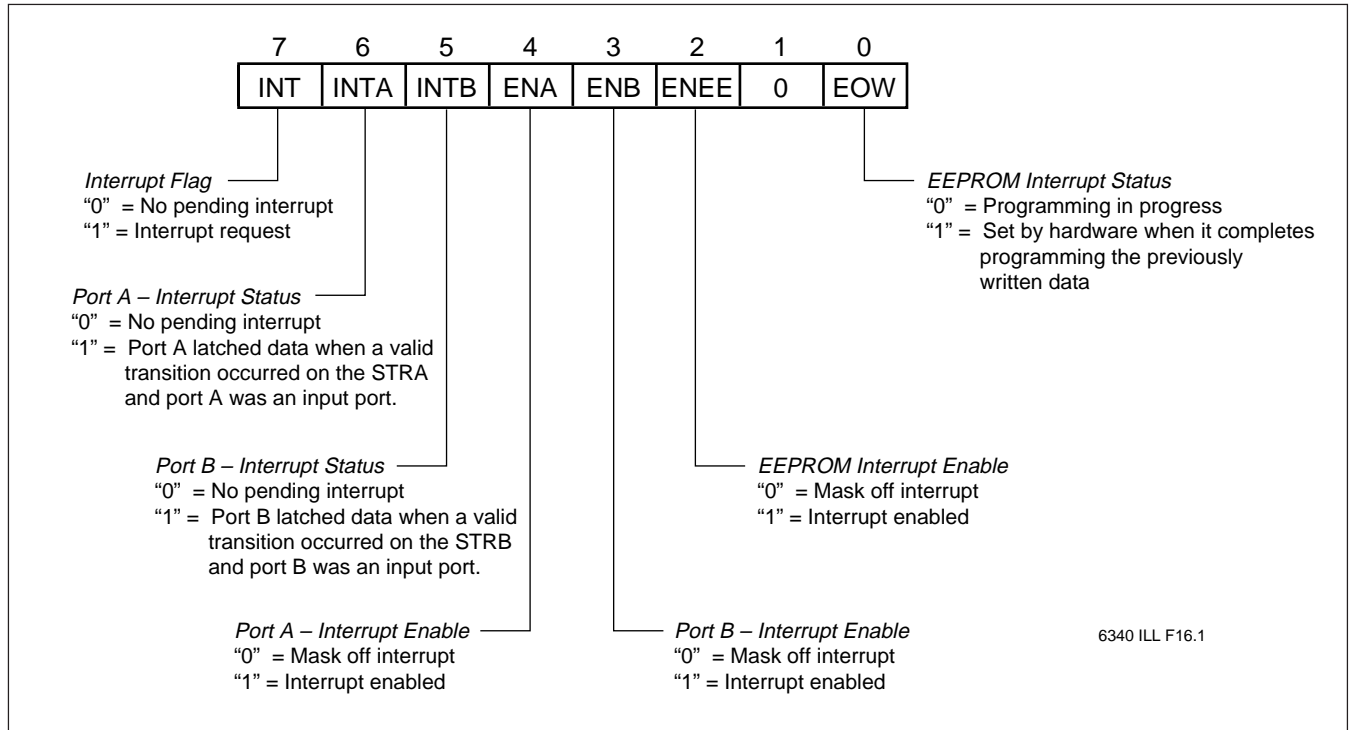 7 6 5 4 3 2 1 0
INT INTA INTB ENA ENB ENEE 0 EOW
Interrupt Flag
“0” = No pending interrupt
“1” = Interrupt request
EEPROM Interrupt Status
“0” = Programming in progress
“1” = Set by hardware when it completes
programming the previously
written data
Port A – Interrupt Status
“0” = No pending interrupt
“1” = Port A latched data when a valid
transition occurred on the STRA
and port A was an input port.
Port B – Interrupt Status
“0” = No pending interrupt
“1” = Port B latched data when a valid
transition occurred on the STRB
and port B was an input port.
EEPROM Interrupt Enable
“0” = Mask off interrupt
“1” = Interrupt enabled
Port A – Interrupt Enable
“0” = Mask off interrupt
“1” = Interrupt enabled
Port B – Interrupt Enable
“0” = Mask off interrupt
“1” = Interrupt enabled
6340 ILL F16.1